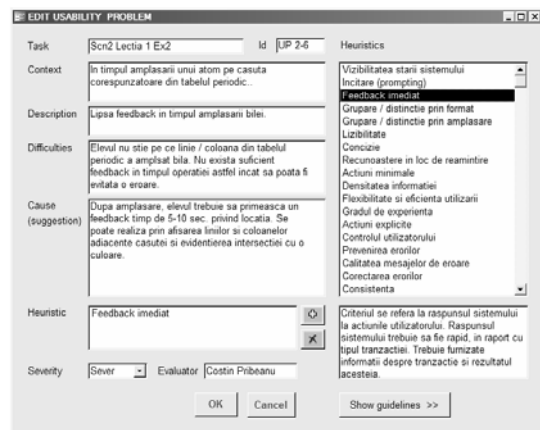 EDIT USABILITY PROBLEM
Task
Scn2 Lectia 1 Ex2
Id
UP 2-6
Context
In timpul amplasarii unui atom pe casuta
corespunzatoare din tabelul periodic..
Description
Lipsa feedback in timpul amplasarii bilei.
Difficulties
Elevul nu stie pe ce linie / coloana din tabelul
periodic a amplsat bila. Nu exista suficient
feedback in timpul operatiei astfel incat sa poata fi
evitata o eroare.
Cause
(suggestion)
Dupa amplasare, elevul trebuie sa primeasca un
feedback timp de 5-10 sec. privind locatia. Se
poate realiza prin afisarea liniilor si coloanelor
adiacente casutei si evidentierea intersectiei cu o
culoare.
Heuristic
Feedback imediat
Severity
Sever
Evaluator
Costin Pribeanu
OK
Cancel
Heuristics
Vizibilitatea starii sistemului
Incitare (prompting)
Feedback imediat
Grupare / distinctie prin format
Grupare / distinctie prin amplasare
Lizibilitate
Concizie
Recunoastere in loc de reamintire
Actiuni minimale
Densitatea informatiei
Flexibilitate si eficienta utilizarii
Gradul de experienta
Actiuni explicite
Controlul utilizatorului
Prevenirea erorilor
Calitatea mesajelor de eroare
Corectarea erorilor
Consistenta
Criteriul se refera la raspunsul sistemului
la actiunile utilizatorului. Raspunsul
sistemului trebuie sa fie rapid, in raport cu
tipul tranzactiei. Trebuie furnizate
informatii despre tranzactie si rezultatul
acesteia.
Show guidelines >>